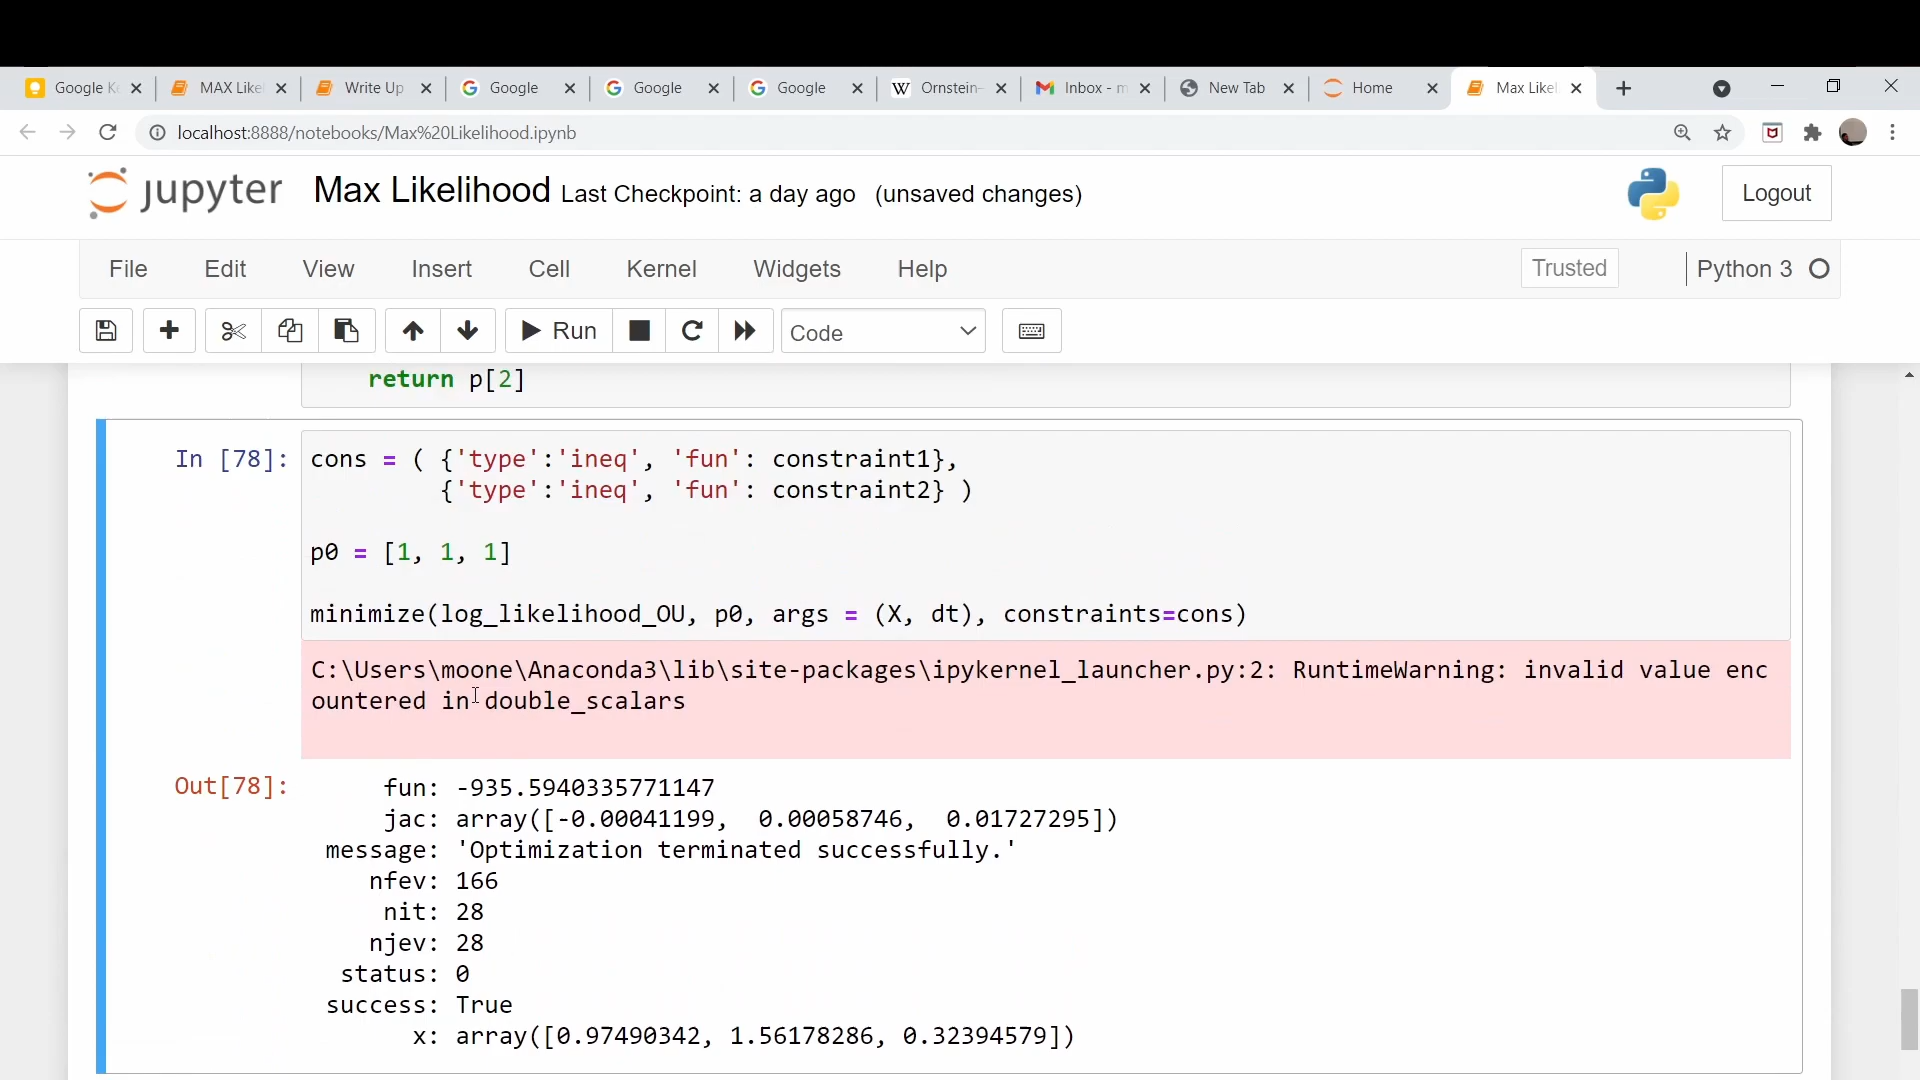 Google K
MAX Like
Write Up
Google
Google
Google
Ornstein-
Inbox - m
New Tab
Home
Max Likel
localhost:8888/notebooks/Max%20Likelihood.ipynb
jupyter Max Likelihood Last Checkpoint: a day ago (unsaved changes)
Logout
File Edit View Insert Cell Kernel Widgets Help
Trusted
Python 3
Run
Code
return p[2]
In [78]: cons = ( {'type':'ineq', 'fun': constraint1},
{'type':'ineq', 'fun': constraint2} )
p0 = [1, 1, 1]
minimize(log_likelihood_OU, p0, args = (X, dt), constraints=cons)
C:\Users\moone\Anaconda3\lib\site-packages\ipykernel_launcher.py:2: RuntimeWarning: invalid value enc
ountered in double_scalars
Out[78]: fun: -935.5940335771147
jac: array([-0.00041199, 0.00058746, 0.01727295])
message: 'Optimization terminated successfully.'
nfev: 166
nit: 28
njev: 28
status: 0
success: True
x: array([0.97490342, 1.56178286, 0.32394579])